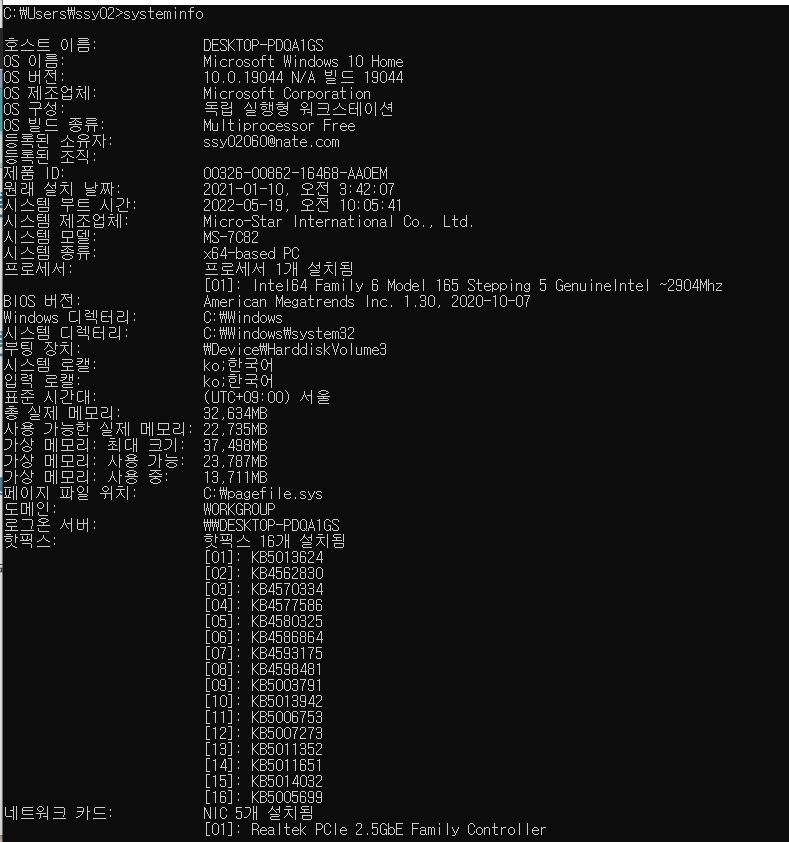 C:₩Users₩ssy02>systeminfo
호스트 이름: DESKTOP-PDQA1GS
OS 이름: Microsoft Windows 10 Home
OS 버전: 10.0.19044 N/A 빌드 19044
OS 제조업체: Microsoft Corporation
OS 구성: 독립 실행형 워크스테이션
OS 빌드 종류: Multiprocessor Free
등록된 소유자: ssy02060@nate.com
등록된 조직:
제품 ID: 00326-00862-16468-AAOEM
원래 설치 날짜: 2021-01-10, 오전 3:42:07
시스템 부트 시간: 2022-05-19, 오전 10:05:41
시스템 제조업체: Micro-Star International Co., Ltd.
시스템 모델: MS-7C82
시스템 종류: x64-based PC
프로세서: 프로세서 1개 설치됨
[01]: Intel64 Family 6 Model 165 Stepping 5 GenuineIntel ~2904Mhz
BIOS 버전: American Megatrends Inc. 1.30, 2020-10-07
Windows 디렉터리: C:₩Windows
시스템 디렉터리: C:₩Windows₩system32
부팅 장치: ₩Device₩HarddiskVolume3
시스템 로캘: ko;한국어
입력 로캘: ko;한국어
표준 시간대: (UTC+09:00) 서울
총 실제 메모리: 32,634MB
사용 가능한 실제 메모리: 22,735MB
가상 메모리: 최대 크기: 37,498MB
가상 메모리: 사용 가능: 23,787MB
가상 메모리: 사용 중: 13,711MB
페이지 파일 위치: C:₩pagefile.sys
도메인: WORKGROUP
로그온 서버: ₩₩DESKTOP-PDQA1GS
핫픽스: 핫픽스 16개 설치됨
[01]: KB5013624
[02]: KB4562830
[03]: KB4570334
[04]: KB4577586
[05]: KB4580325
[06]: KB4586864
[07]: KB4593175
[08]: KB4598481
[09]: KB5003791
[10]: KB5013942
[11]: KB5006753
[12]: KB5007273
[13]: KB5011352
[14]: KB5011651
[15]: KB5014032
[16]: KB5005699
네트워크 카드: NIC 5개 설치됨
[01]: Realtek PCIe 2.5GbE Family Controller